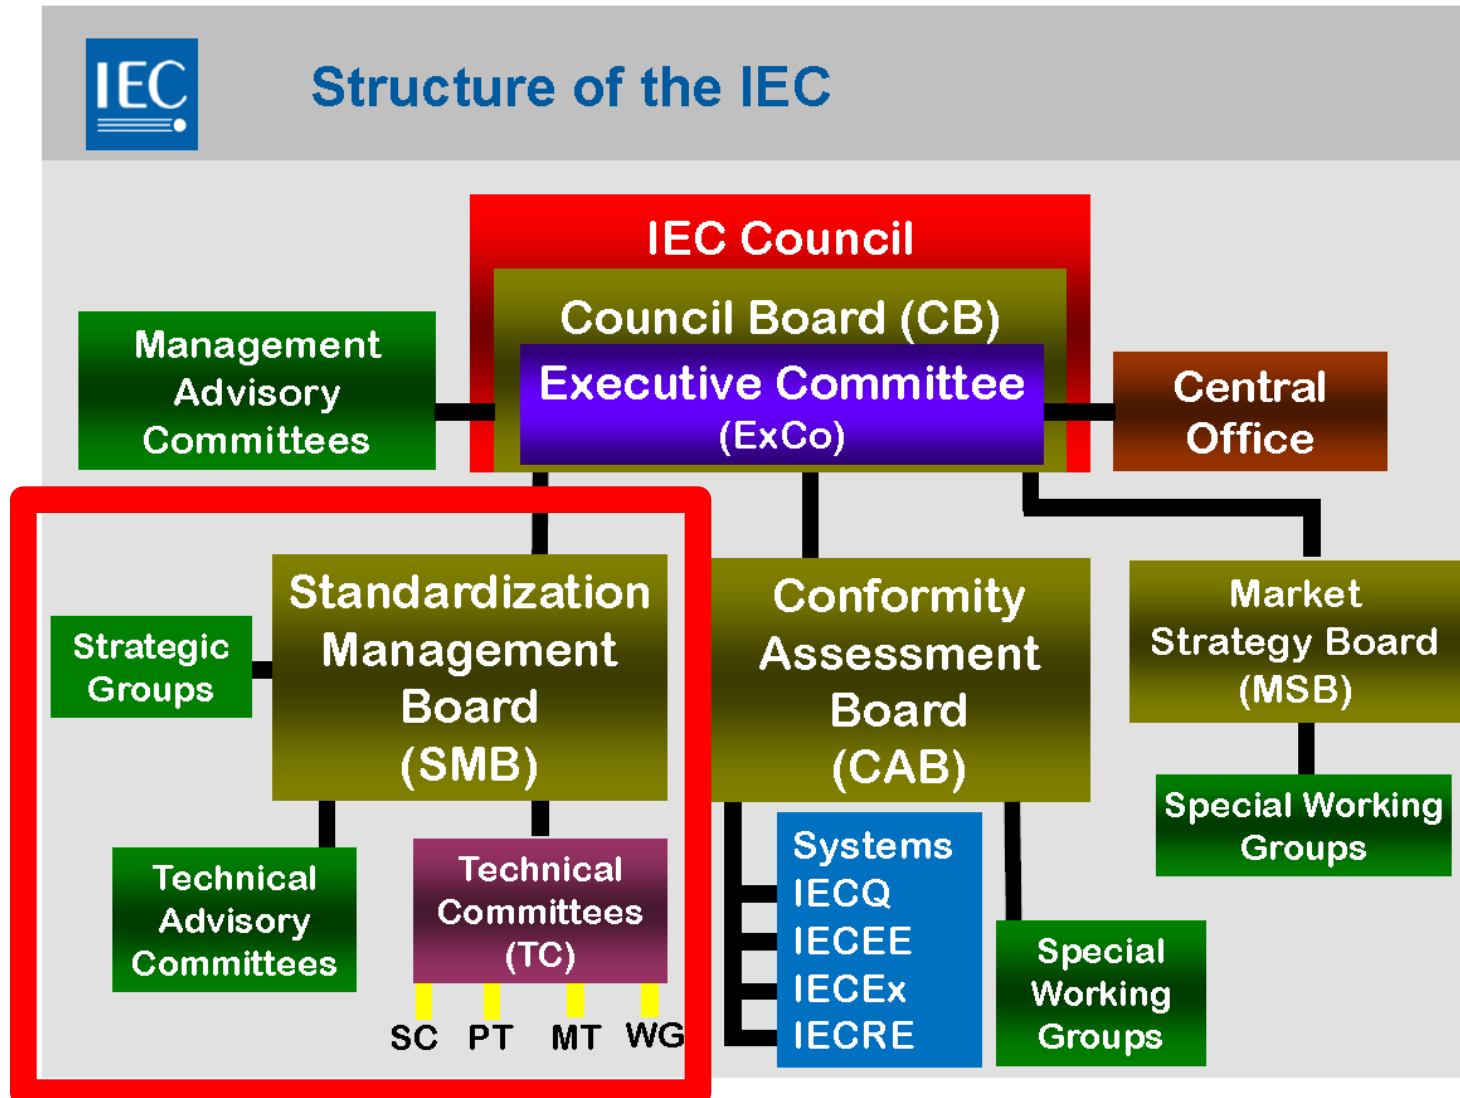 IEC
Structure of the IEC
IEC Council
Council Board (CB)
Executive Committee
(ExCo)
Management
Advisory
Committees
Central
Office
Standardization
Management
Board
(SMB)
Strategic
Groups
Technical
Advisory
Committees
Technical
Committees
(TC)
SC PT MT WG
Conformity
Assessment
Board
(CAB)
Systems
IECQ
IECEE
IECEx
IECRE
Special
Working
Groups
Market
Strategy Board
(MSB)
Special Working
Groups